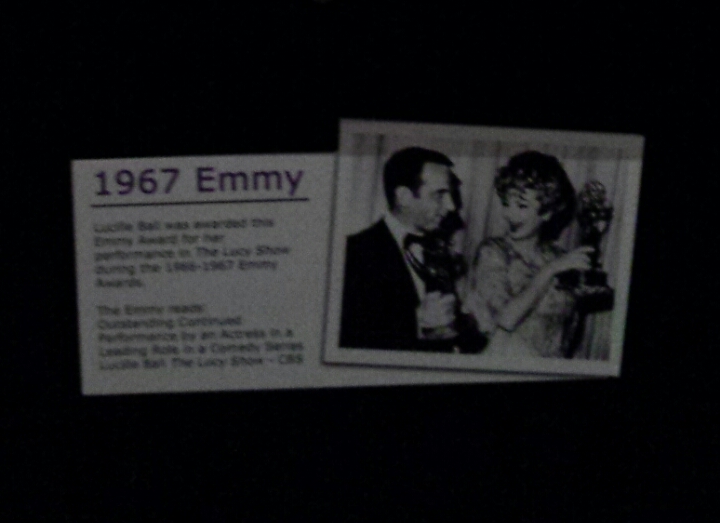 1967 Emmy
Lucille Ball was awarded this
Emmy Award for her
performance in The Lucy Show
during the 1966-1967 Emmy
Awards.
The Emmy reads:
Outstanding Continued
Performance by an Actress in a
Leading Role in a Comedy Series
Lucille Ball The Lucy Show - CBS